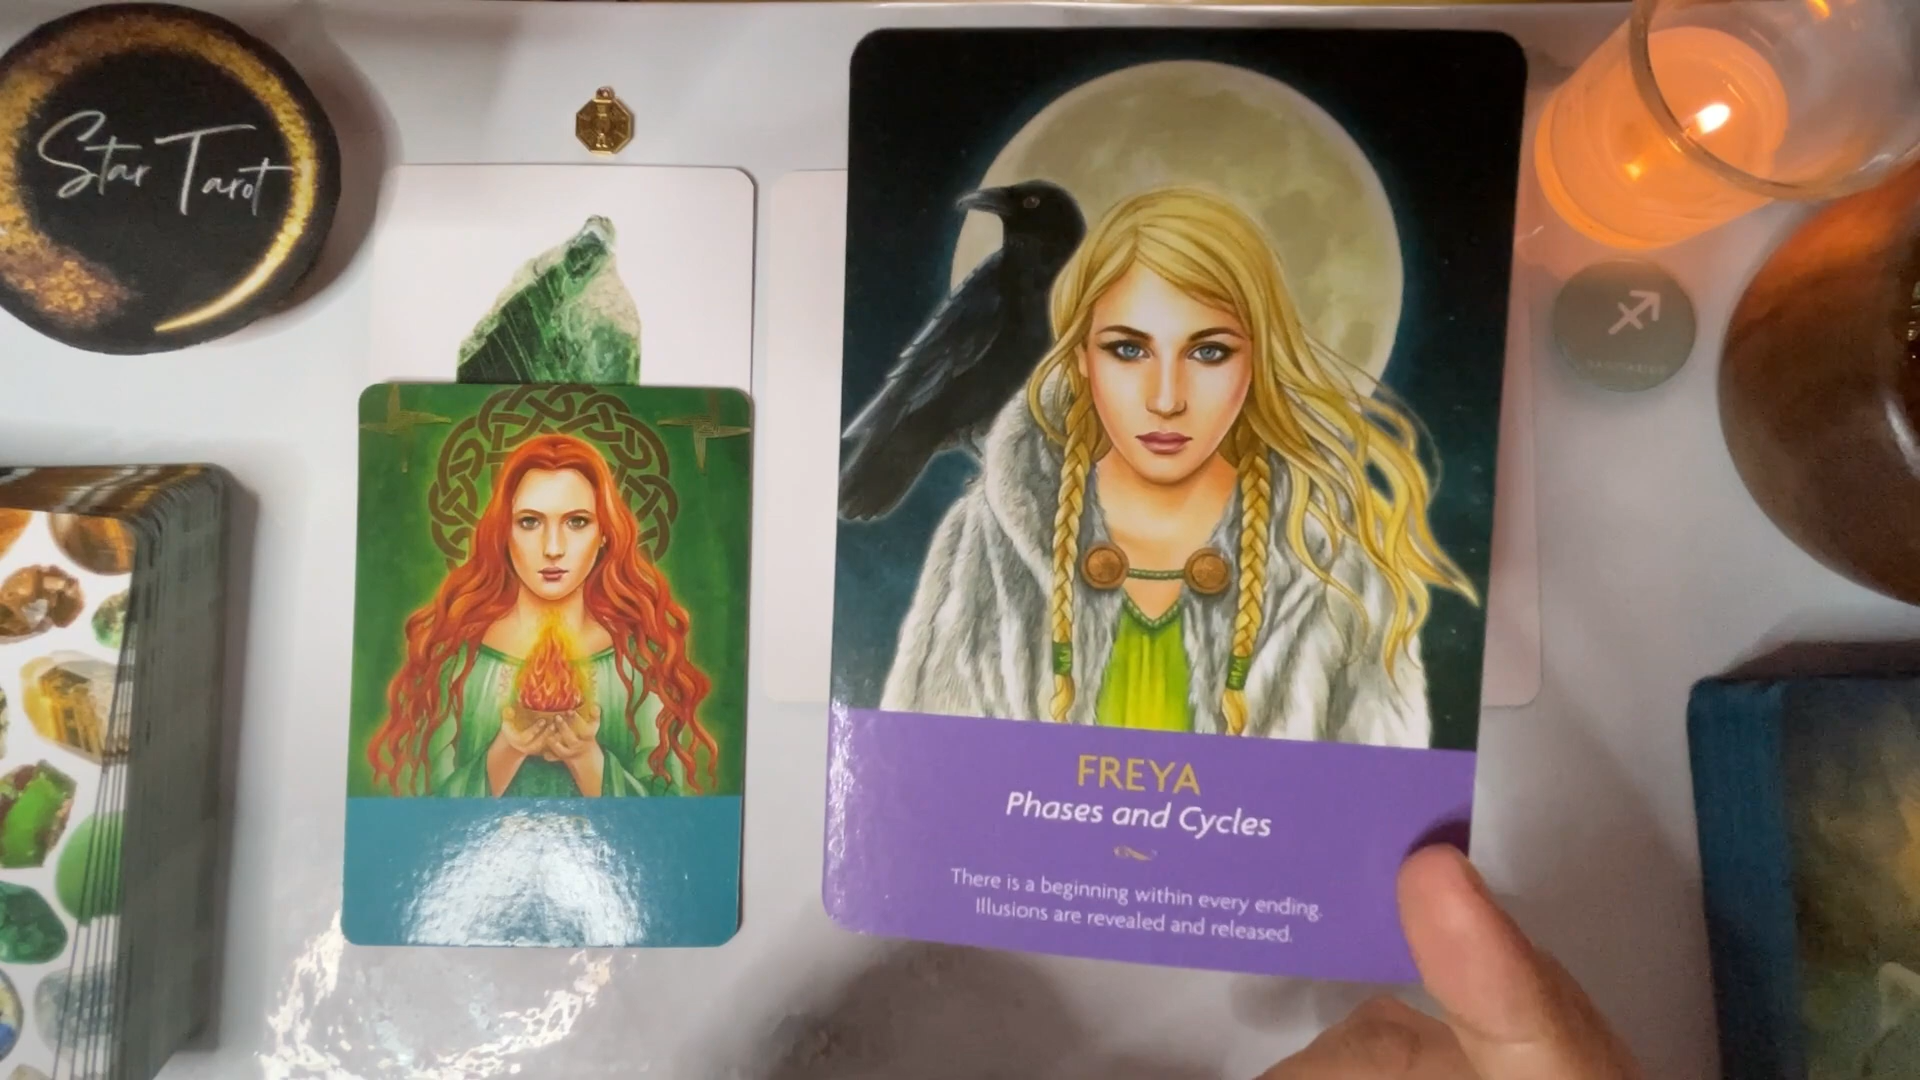 Star Tarot
FREYA
Phases and Cycles
There is a beginning within every ending.
Illusions are revealed and released.